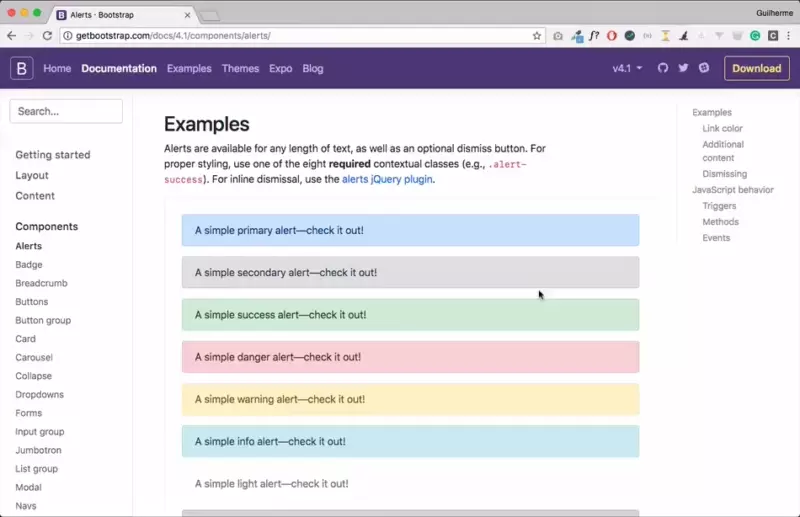 Alerts · Bootstrap
Guilherme
getbootstrap.com/docs/4.1/components/alerts/
B
Home
Documentation
Examples
Themes
Expo
Blog
v4.1
Download
Search...
Getting started
Layout
Content
Components
Alerts
Badge
Breadcrumb
Buttons
Button group
Card
Carousel
Collapse
Dropdowns
Forms
Input group
Jumbotron
List group
Modal
Navs
Examples
Alerts are available for any length of text, as well as an optional dismiss button. For
proper styling, use one of the eight required contextual classes (e.g., .alert-
success). For inline dismissal, use the alerts jQuery plugin.
A simple primary alert—check it out!
A simple secondary alert—check it out!
A simple success alert—check it out!
A simple danger alert—check it out!
A simple warning alert—check it out!
A simple info alert—check it out!
A simple light alert—check it out!
Examples
Link color
Additional
content
Dismissing
JavaScript behavior
Triggers
Methods
Events